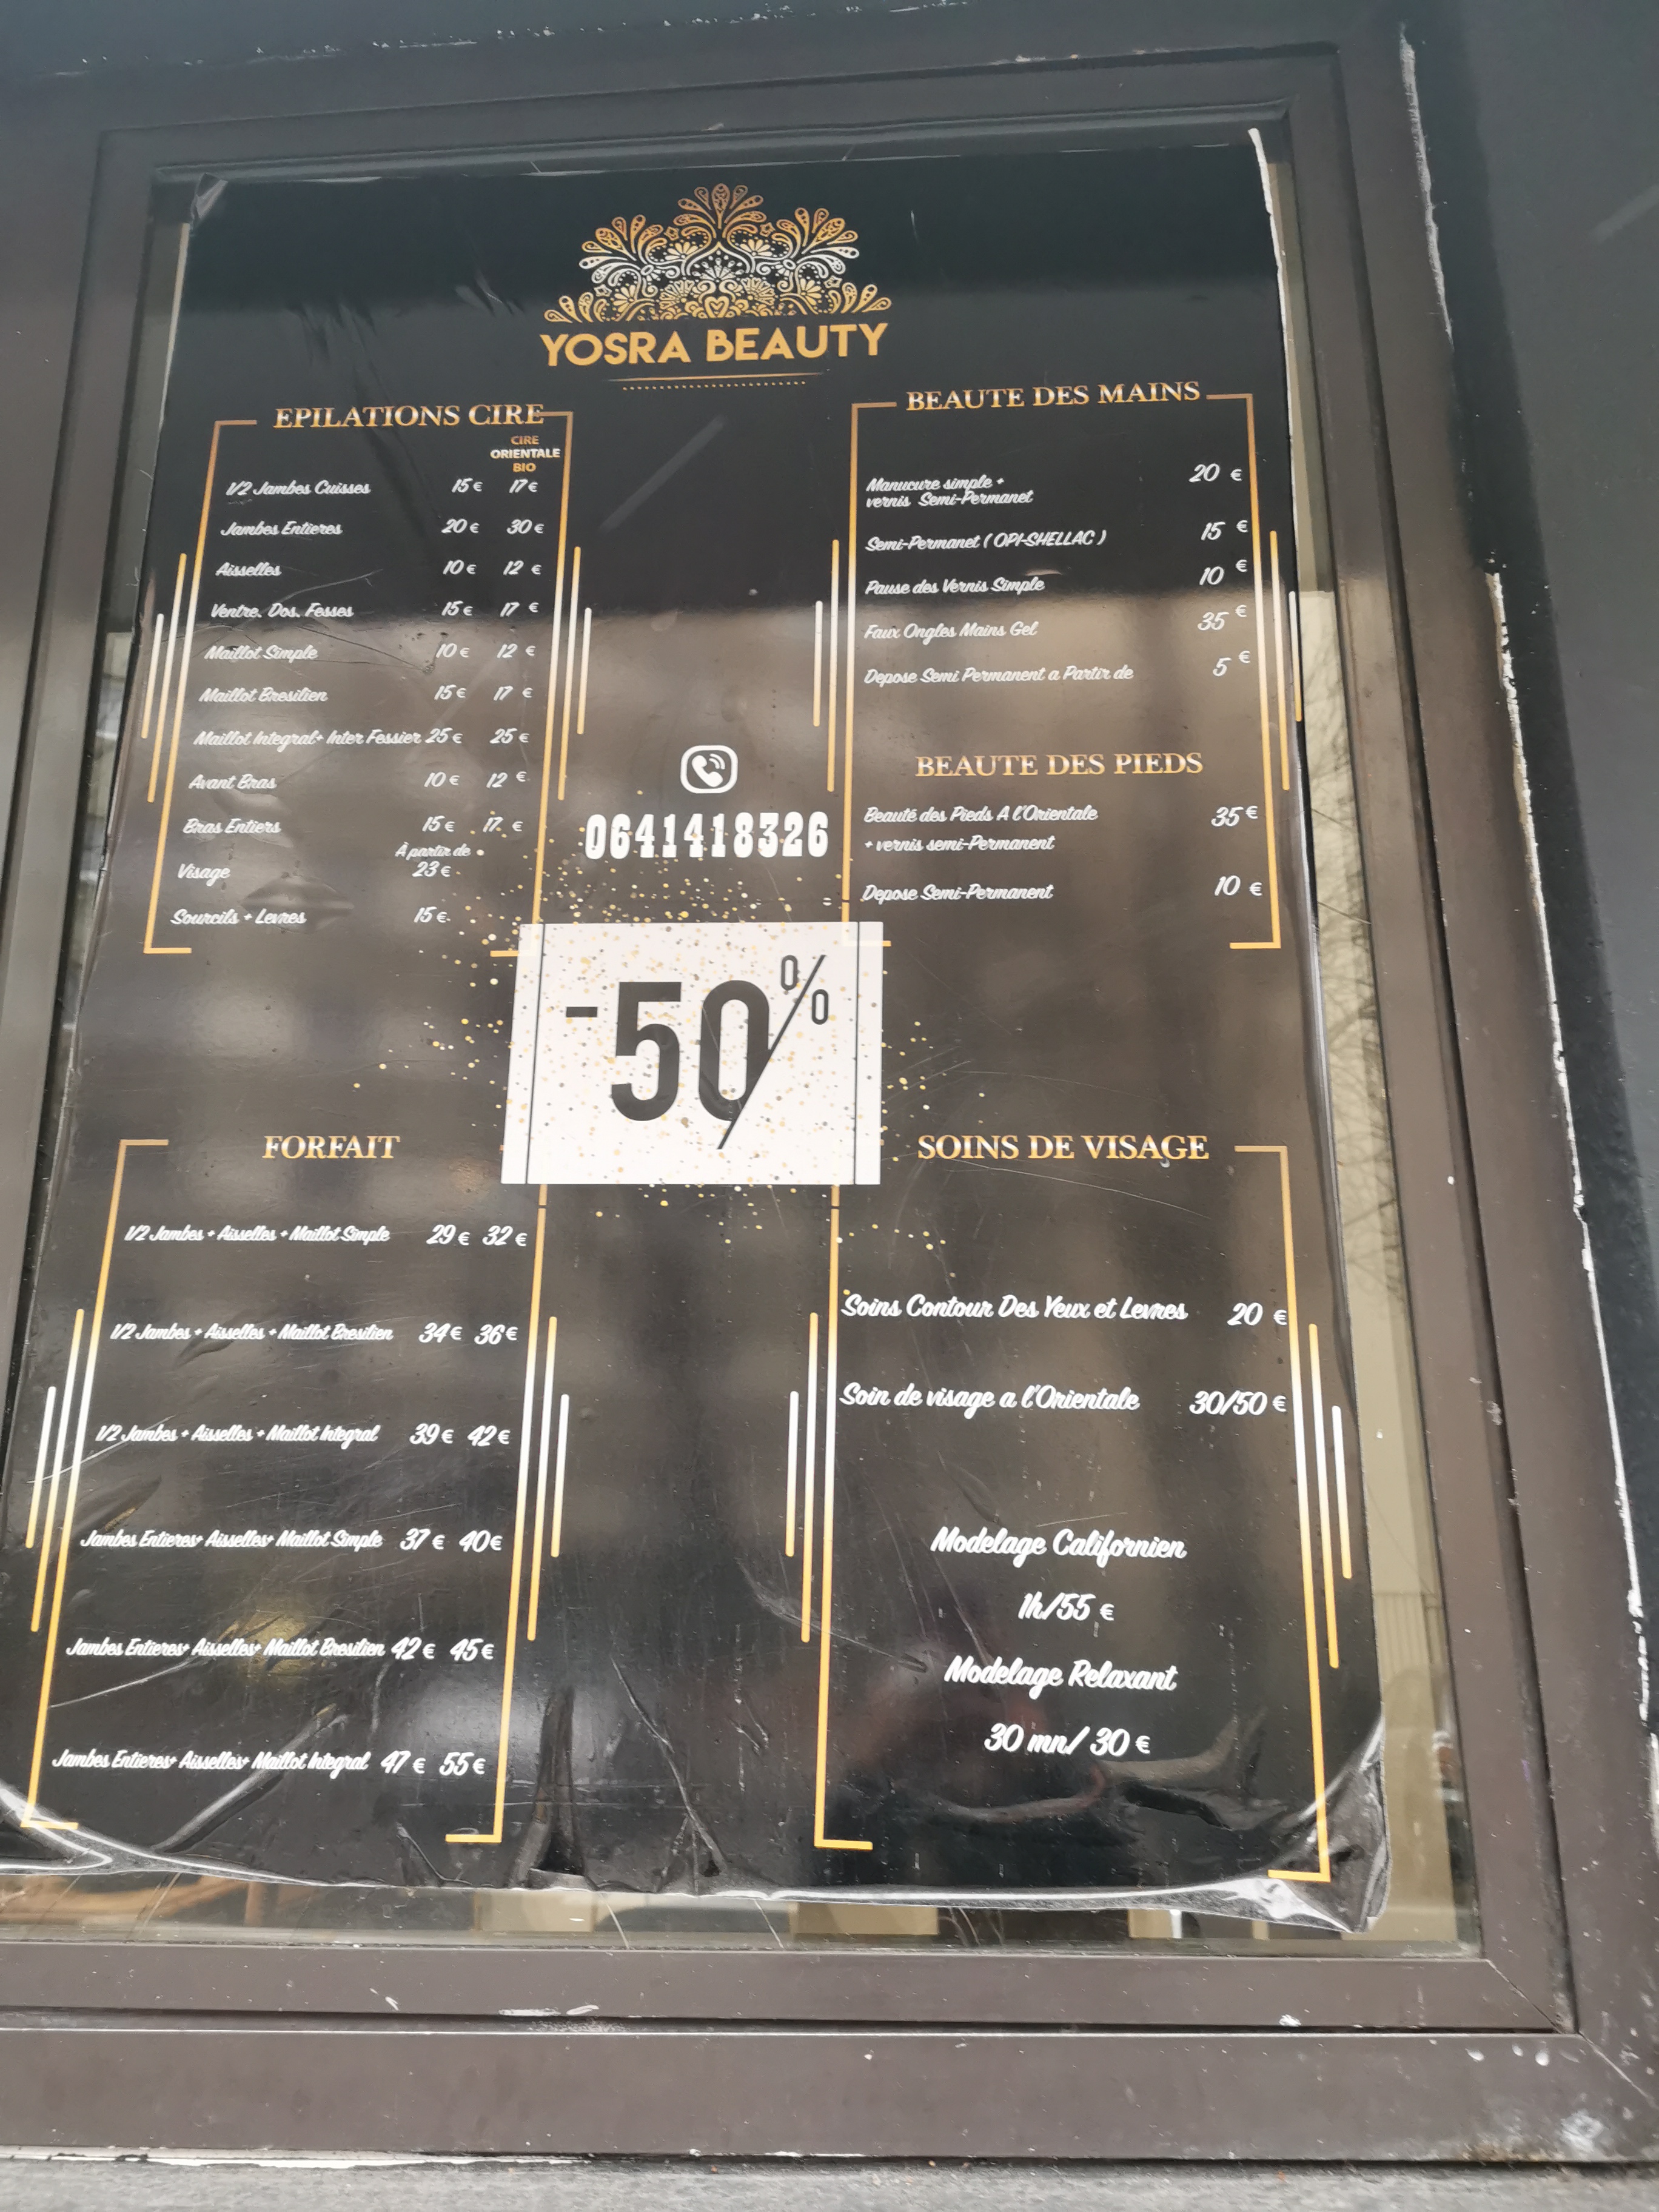 YOSRA BEAUTY
EPILATIONS CIRE
CIRE
ORIENTALE
BIO
1/2 Jambes Cuisses 15 € 17 €
Jambes Entieres 20 € 30 €
Aisselles 10 € 12 €
Ventre. Dos. Fesses 15 € 17 €
Maillot Simple 10 € 12 €
Maillot Bresilien 15 € 17 €
Maillot Integral+ Inter Fessier 25 € 25 €
Avant Bras 10 € 12 €
Bras Entiers 15 € 17 €
À partir de
Visage 23 €
Sourcils + Levres 15 €
BEAUTE DES MAINS
Manucure simple + 20 €
vernis Semi-Permanet
Semi-Permanet ( OPI-SHELLAC ) 15 €
Pause des Vernis Simple 10 €
Faux Ongles Mains Gel 35 €
Depose Semi Permanent a Partir de 5 €
BEAUTE DES PIEDS
Beauté des Pieds A l'Orientale 35 €
+ vernis semi-Permanent
Depose Semi-Permanent 10 €
0641418326
-50%
FORFAIT
1/2 Jambes + Aisselles + Maillot Simple 29 € 32 €
1/2 Jambes + Aisselles + Maillot Bresilien 34 € 36 €
1/2 Jambes + Aisselles + Maillot Integral 39 € 42 €
Jambes Entieres+ Aisselles+ Maillot Simple 37 € 40 €
Jambes Entieres+ Aisselles+ Maillot Bresilien 42 € 45 €
Jambes Entieres+ Aisselles+ Maillot Integral 47 € 55 €
SOINS DE VISAGE
Soins Contour Des Yeux et Levres 20 €
Soin de visage a l'Orientale 30/50 €
Modelage Californien
1h/55 €
Modelage Relaxant
30 mn/ 30 €